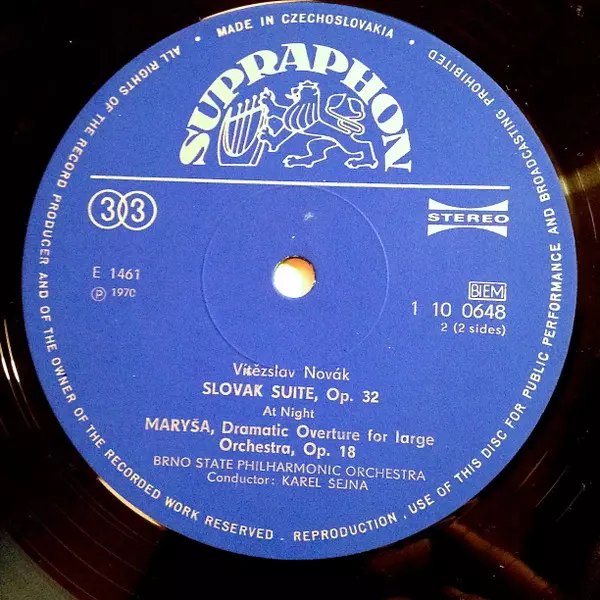 MADE IN CZECHOSLOVAKIA •
ALL RIGHTS OF THE RECORD PRODUCER AND OF THE OWNER OF THE RECORDED WORK RESERVED - REPRODUCTION, USE OF THIS DISC FOR PUBLIC PERFORMANCE AND BROADCASTING PROHIBITED
SUPRAPHON
33
STEREO
E 1461
℗ 1970
BIEM
1 10 0648
2 (2 sides)
Vítězslav Novák
SLOVAK SUITE, Op. 32
At Night
MARYŠA, Dramatic Overture for large
Orchestra, Op. 18
BRNO STATE PHILHARMONIC ORCHESTRA
Conductor: KAREL ŠEJNA